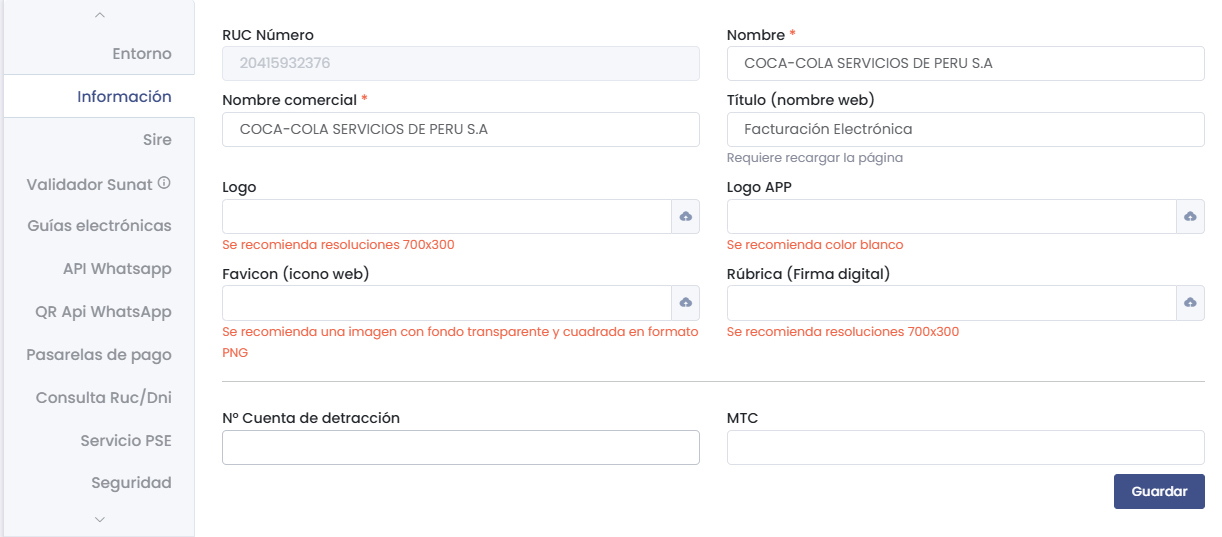 Entorno
Información
Sire
Validador Sunat
Guías electrónicas
API Whatsapp
QR Api WhatsApp
Pasarelas de pago
Consulta Ruc/Dni
Servicio PSE
Seguridad
RUC Número
20415932376
Nombre *
COCA-COLA SERVICIOS DE PERU S.A
Nombre comercial *
COCA-COLA SERVICIOS DE PERU S.A
Título (nombre web)
Facturación Electrónica
Requiere recargar la página
Logo
Se recomienda resoluciones 700x300
Logo APP
Se recomienda color blanco
Favicon (icono web)
Se recomienda una imagen con fondo transparente y cuadrada en formato
PNG
Rúbrica (Firma digital)
Se recomienda resoluciones 700x300
Nº Cuenta de detracción
MTC
Guardar